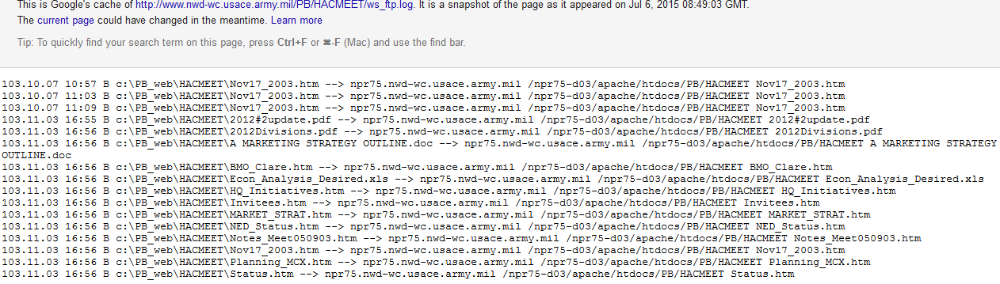 This is Google's cache of http://www.nwd-wc.usace.army.mil/PB/HACMEET/ws_ftp.log. It is a snapshot of the page as it appeared on Jul 6, 2015 08:49:03 GMT.
The current page could have changed in the meantime. Learn more
Tip: To quickly find your search term on this page, press Ctrl+F or ⌘-F (Mac) and use the find bar.
103.10.07 10:57 B c:\PB_web\HACMEET\Nov17_2003.htm --> npr75.nwd-wc.usace.army.mil /npr75-d03/apache/htdocs/PB/HACMEET Nov17_2003.htm
103.10.07 11:03 B c:\PB_web\HACMEET\Nov17_2003.htm --> npr75.nwd-wc.usace.army.mil /npr75-d03/apache/htdocs/PB/HACMEET Nov17_2003.htm
103.10.07 11:09 B c:\PB_web\HACMEET\Nov17_2003.htm --> npr75.nwd-wc.usace.army.mil /npr75-d03/apache/htdocs/PB/HACMEET Nov17_2003.htm
103.11.03 16:55 B c:\PB_web\HACMEET\2012#2update.pdf --> npr75.nwd-wc.usace.army.mil /npr75-d03/apache/htdocs/PB/HACMEET 2012#2update.pdf
103.11.03 16:56 B c:\PB_web\HACMEET\2012Divisions.pdf --> npr75.nwd-wc.usace.army.mil /npr75-d03/apache/htdocs/PB/HACMEET 2012Divisions.pdf
103.11.03 16:56 B c:\PB_web\HACMEET\A MARKETING STRATEGY OUTLINE.doc --> npr75.nwd-wc.usace.army.mil /npr75-d03/apache/htdocs/PB/HACMEET A MARKETING STRATEGY
OUTLINE.doc
103.11.03 16:56 B c:\PB_web\HACMEET\BMO_Clare.htm --> npr75.nwd-wc.usace.army.mil /npr75-d03/apache/htdocs/PB/HACMEET BMO_Clare.htm
103.11.03 16:56 B c:\PB_web\HACMEET\Econ_Analysis_Desired.xls --> npr75.nwd-wc.usace.army.mil /npr75-d03/apache/htdocs/PB/HACMEET Econ_Analysis_Desired.xls
103.11.03 16:56 B c:\PB_web\HACMEET\HQ_Initiatives.htm --> npr75.nwd-wc.usace.army.mil /npr75-d03/apache/htdocs/PB/HACMEET HQ_Initiatives.htm
103.11.03 16:56 B c:\PB_web\HACMEET\Invitees.htm --> npr75.nwd-wc.usace.army.mil /npr75-d03/apache/htdocs/PB/HACMEET Invitees.htm
103.11.03 16:56 B c:\PB_web\HACMEET\MARKET_STRAT.htm --> npr75.nwd-wc.usace.army.mil /npr75-d03/apache/htdocs/PB/HACMEET MARKET_STRAT.htm
103.11.03 16:56 B c:\PB_web\HACMEET\NED_Status.htm --> npr75.nwd-wc.usace.army.mil /npr75-d03/apache/htdocs/PB/HACMEET NED_Status.htm
103.11.03 16:56 B c:\PB_web\HACMEET\Notes_Meet050903.htm --> npr75.nwd-wc.usace.army.mil /npr75-d03/apache/htdocs/PB/HACMEET Notes_Meet050903.htm
103.11.03 16:56 B c:\PB_web\HACMEET\Nov17_2003.htm --> npr75.nwd-wc.usace.army.mil /npr75-d03/apache/htdocs/PB/HACMEET Nov17_2003.htm
103.11.03 16:56 B c:\PB_web\HACMEET\Planning_MCX.htm --> npr75.nwd-wc.usace.army.mil /npr75-d03/apache/htdocs/PB/HACMEET Planning_MCX.htm
103.11.03 16:56 B c:\PB_web\HACMEET\Status.htm --> npr75.nwd-wc.usace.army.mil /npr75-d03/apache/htdocs/PB/HACMEET Status.htm